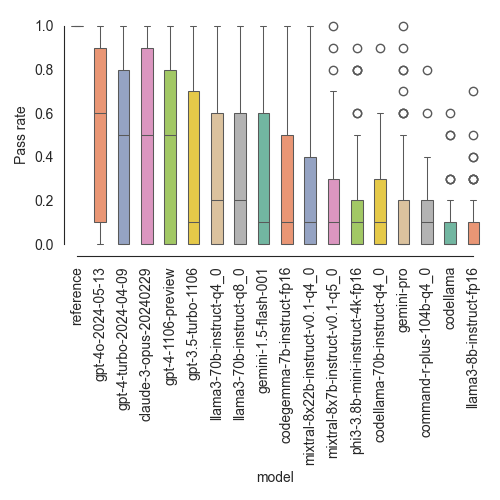 Pass rate
1.0
0.8
0.6
0.4
0.2
0.0
reference
gpt-4o-2024-05-13
gpt-4-turbo-2024-04-09
claude-3-opus-20240229
gpt-4-1106-preview
gpt-3.5-turbo-1106
llama3-70b-instruct-q4_0
llama3-70b-instruct-q8_0
gemini-1.5-flash-001
codegemma-7b-instruct-fp16
mixtral-8x22b-instruct-v0.1-q4_0
mixtral-8x7b-instruct-v0.1-q5_0
phi3-3.8b-mini-instruct-4k-fp16
codellama-70b-instruct-q4_0
gemini-pro
command-r-plus-104b-q4_0
codellama
llama3-8b-instruct-fp16
model